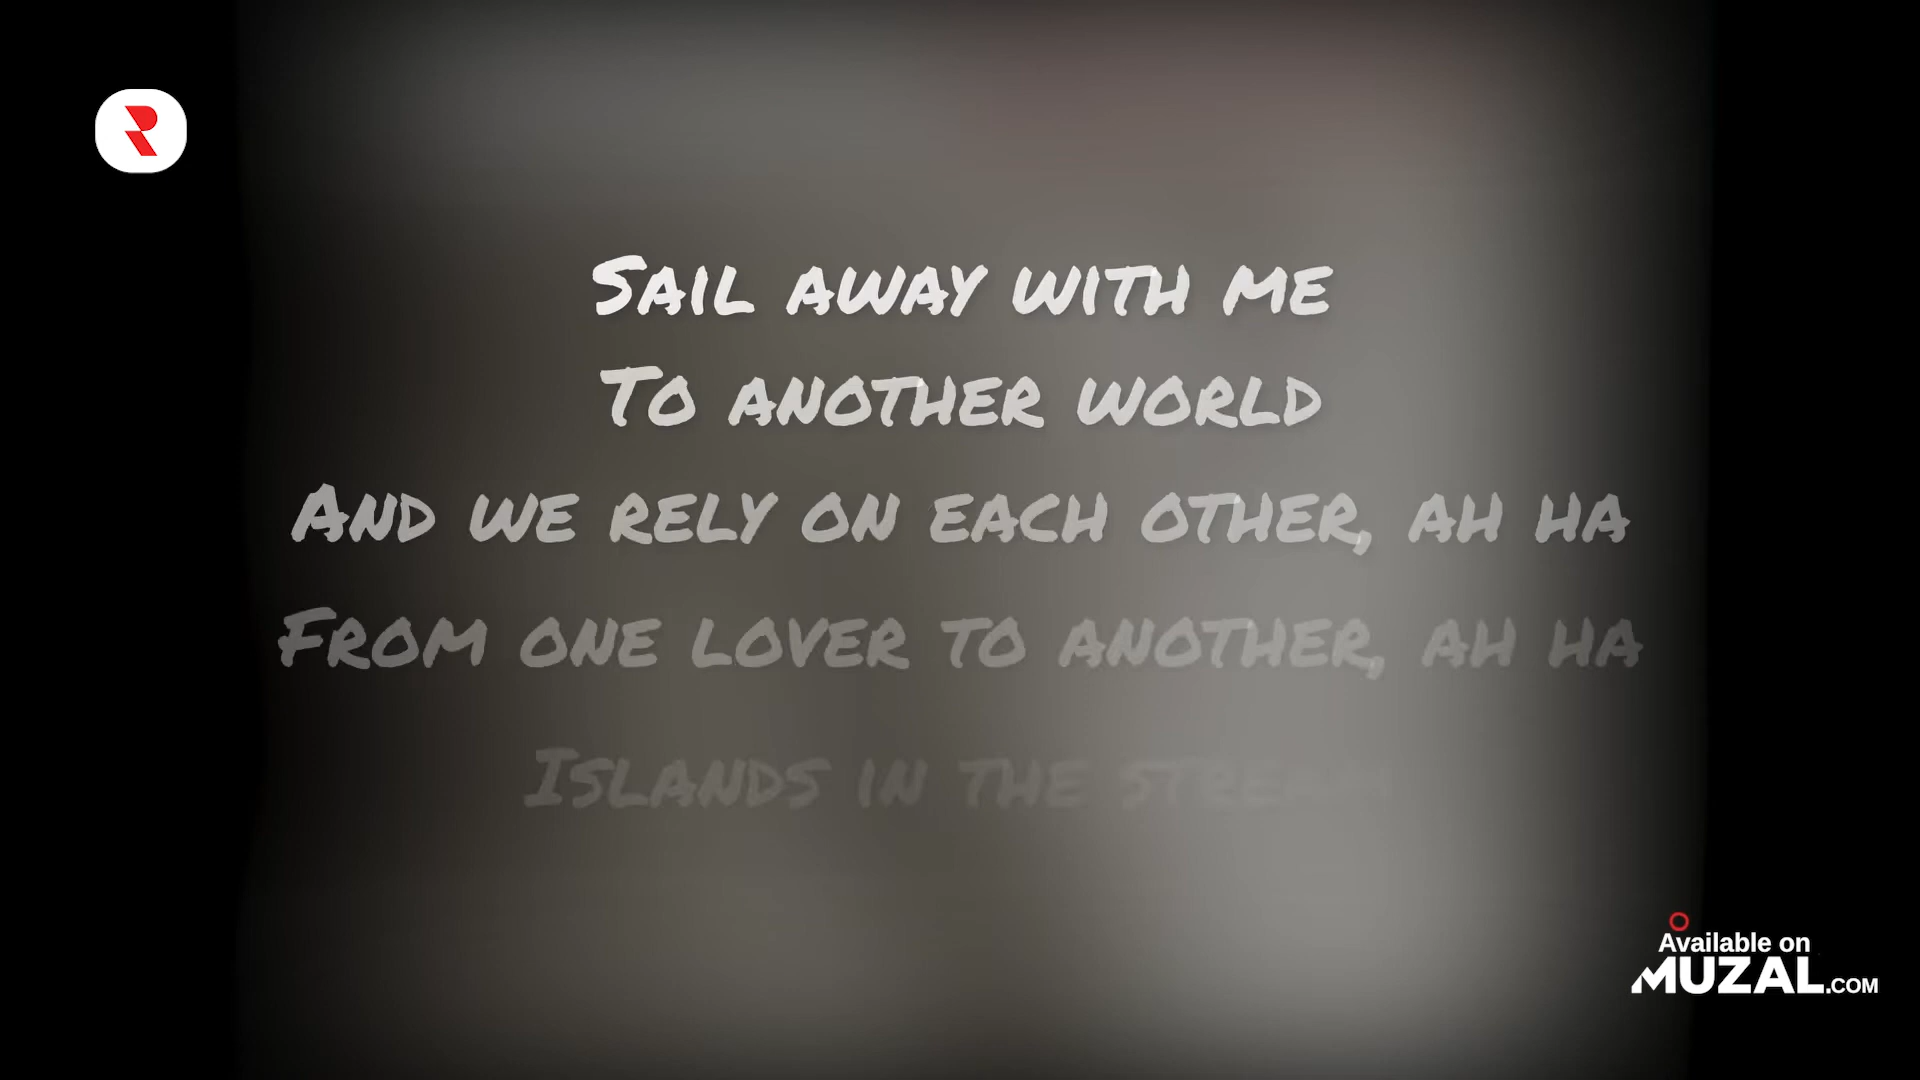 R
Sail away with me
To another world
And we rely on each other, ah ha
From one lover to another, ah ha
Islands in the stream
Available on
MUZAL.COM